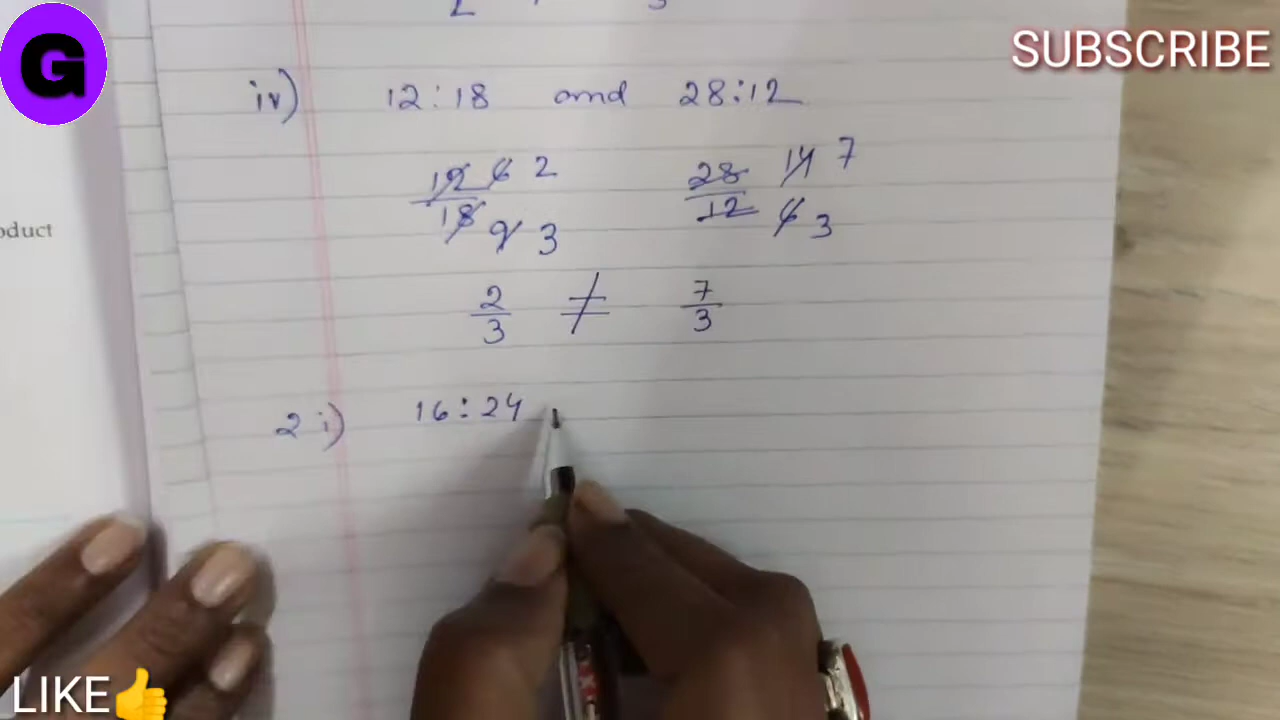 G
SUBSCRIBE
iv) 12:18 and 28:12
12 6 2 28 14 7
18 9 3 12 6 3
2 ≠ 7
3 3
oduct
2 i) 16:24
LIKE👍